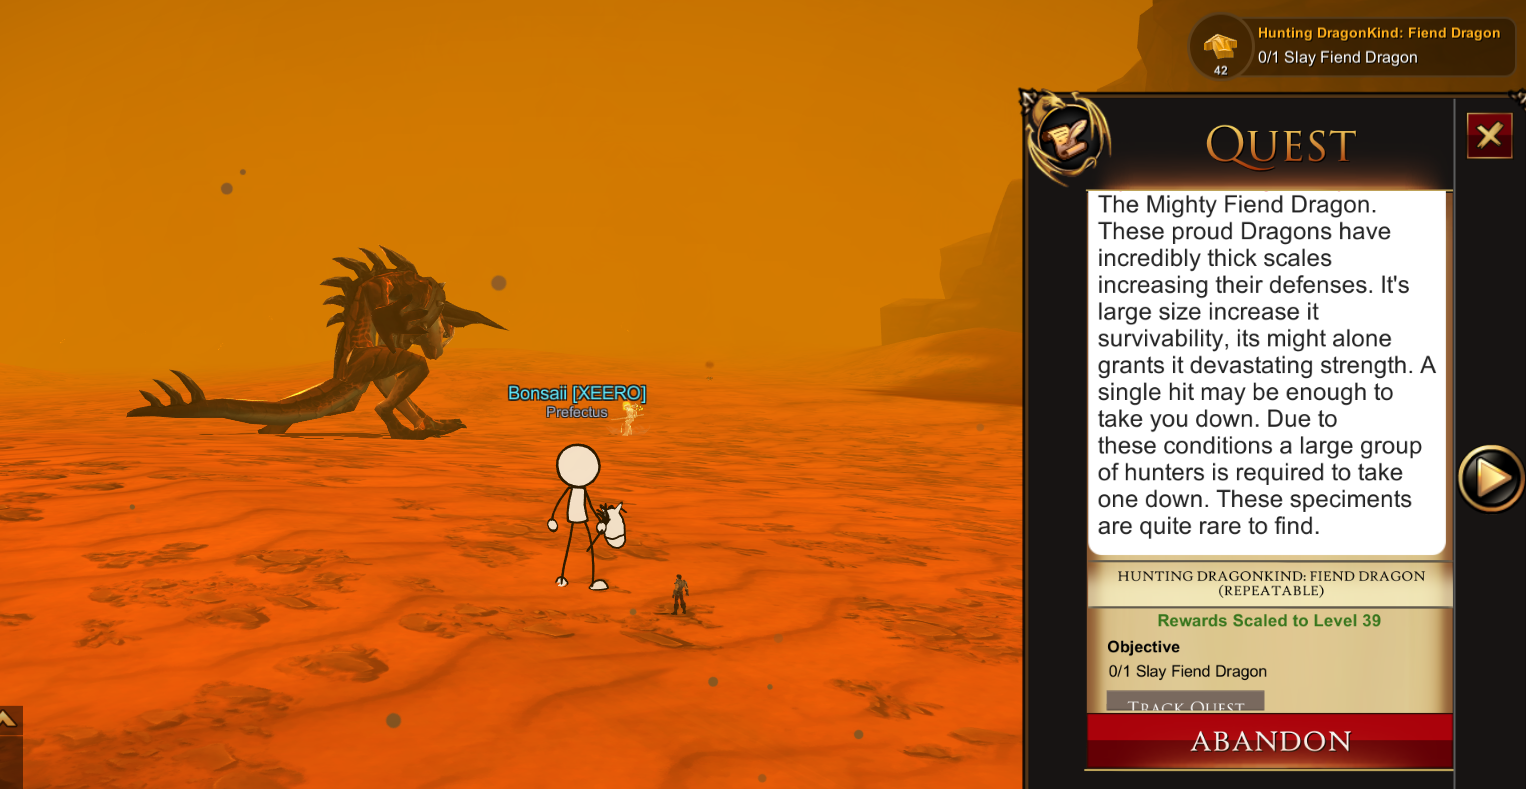 Hunting DragonKind: Fiend Dragon
0/1 Slay Fiend Dragon
42
QUEST
The Mighty Fiend Dragon.
These proud Dragons have
incredibly thick scales
increasing their defenses. It's
large size increase it
survivability, its might alone
grants it devastating strength. A
single hit may be enough to
take you down. Due to
these conditions a large group
of hunters is required to take
one down. These speciments
are quite rare to find.
HUNTING DRAGONKIND: FIEND DRAGON
(REPEATABLE)
Rewards Scaled to Level 39
Objective
0/1 Slay Fiend Dragon
TRACK QUEST
ABANDON
Bonsaii [XEERO]
Prefectus